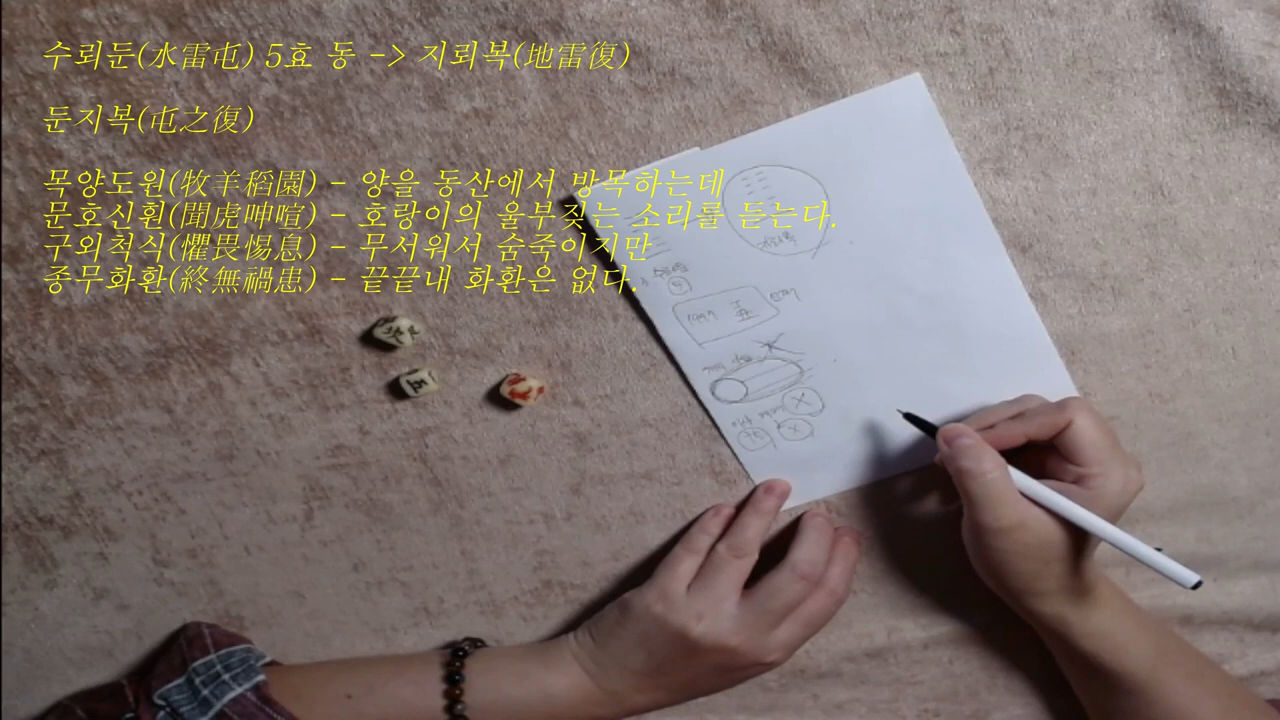 수뢰둔(水雷屯) 5효 동 -> 지뢰복(地雷復)
둔지복(屯之復)
목양도원(牧羊稻園) - 양을 동산에서 방목하는데
문호신훤(聞虎呻喧) - 호랑이의 울부짖는 소리를 듣는다.
구외척식(懼畏惕息) - 무서워서 숨죽이지만
종무화환(終無禍患) - 끝끝내 화환은 없다.
五
1997